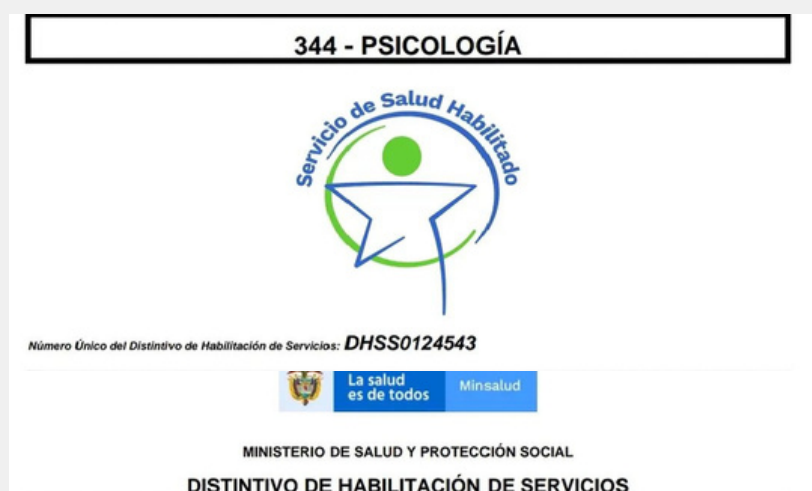 344 - PSICOLOGÍA
Servicio de Salud Habilitado
Número Único del Distintivo de Habilitación de Servicios: DHSS0124543
La salud
es de todos
Minsalud
MINISTERIO DE SALUD Y PROTECCIÓN SOCIAL
DISTINTIVO DE HABILITACIÓN DE SERVICIOS